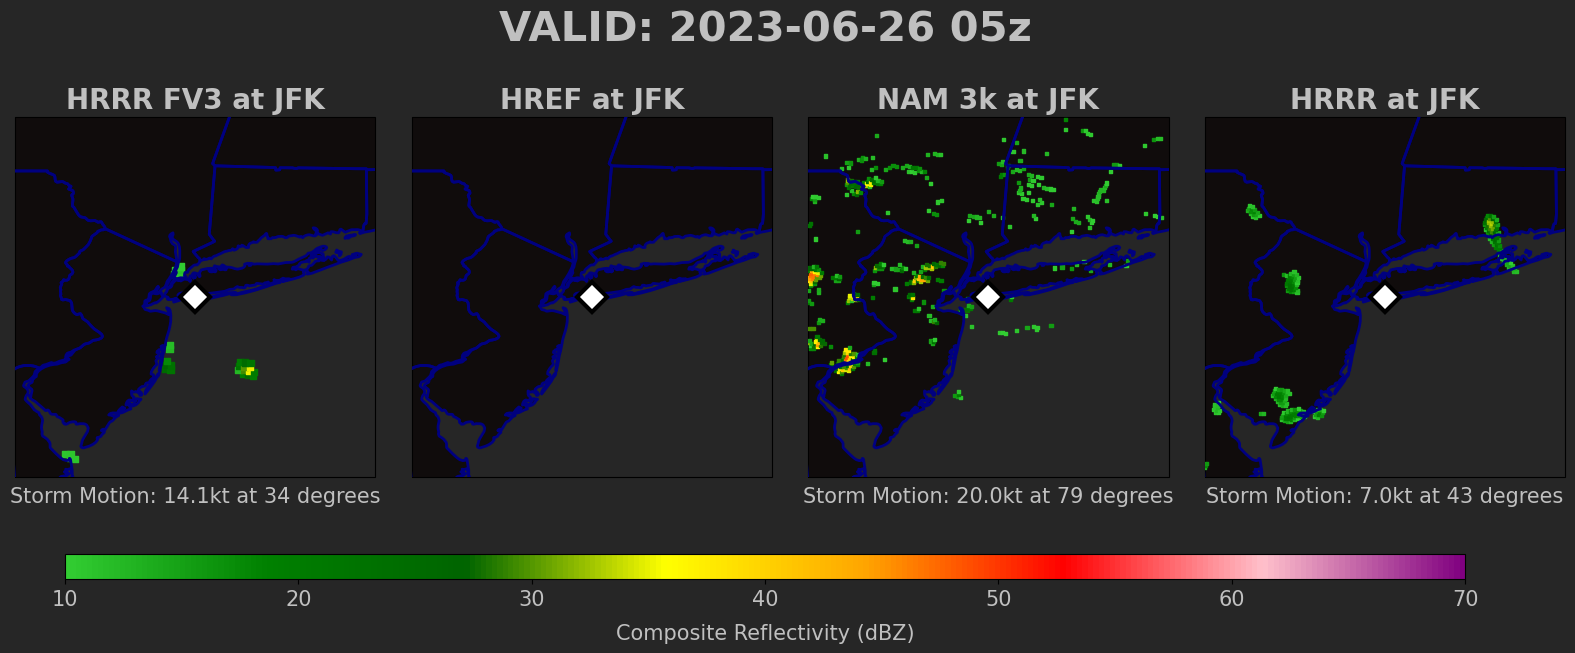 VALID: 2023-06-26 05z
HRRR FV3 at JFK
HREF at JFK
NAM 3k at JFK
HRRR at JFK
Storm Motion: 14.1kt at 34 degrees
Storm Motion: 20.0kt at 79 degrees
Storm Motion: 7.0kt at 43 degrees
10 20 30 40 50 60 70
Composite Reflectivity (dBZ)